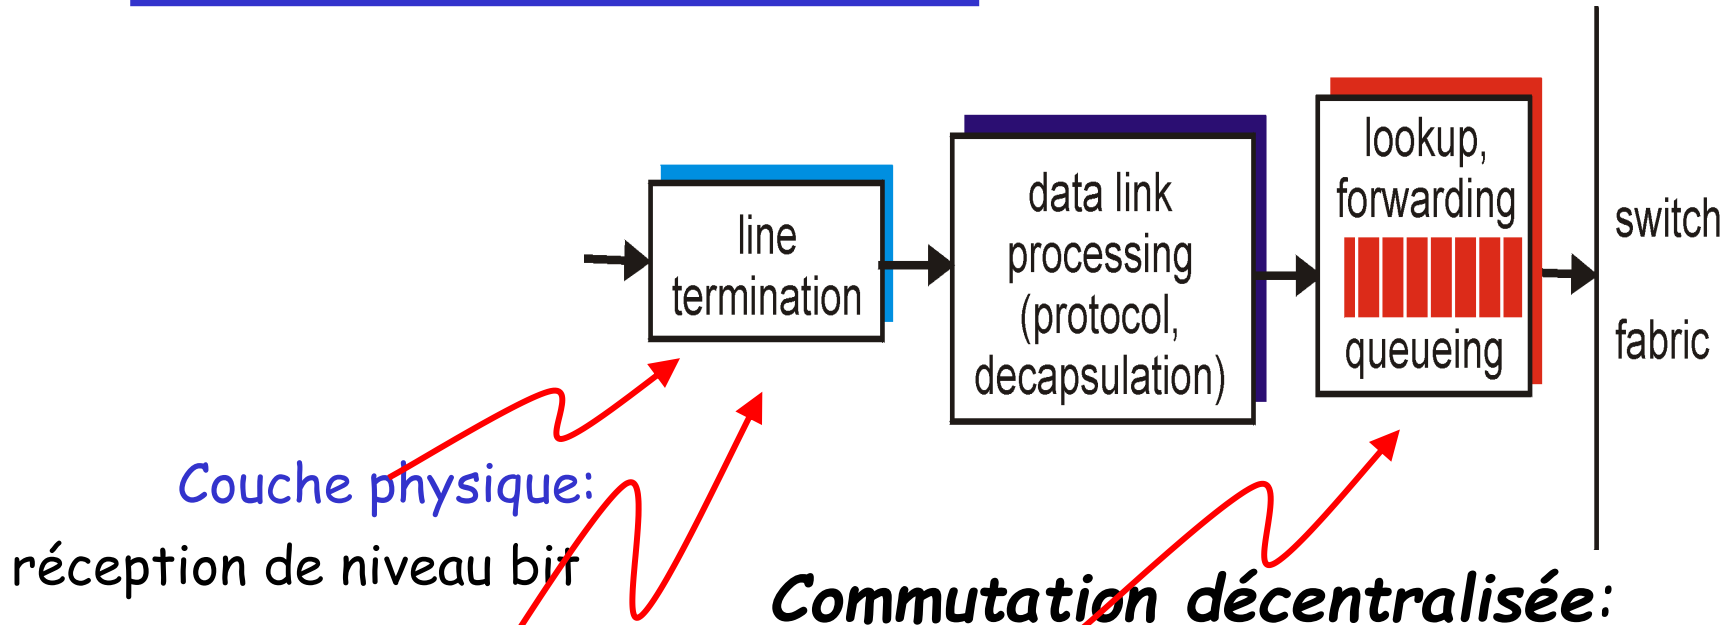 line
termination
data link
processing
(protocol,
decapsulation)
lookup,
forwarding
queueing
switch
fabric
Couche physique:
réception de niveau bit
Commutation décentralisée: